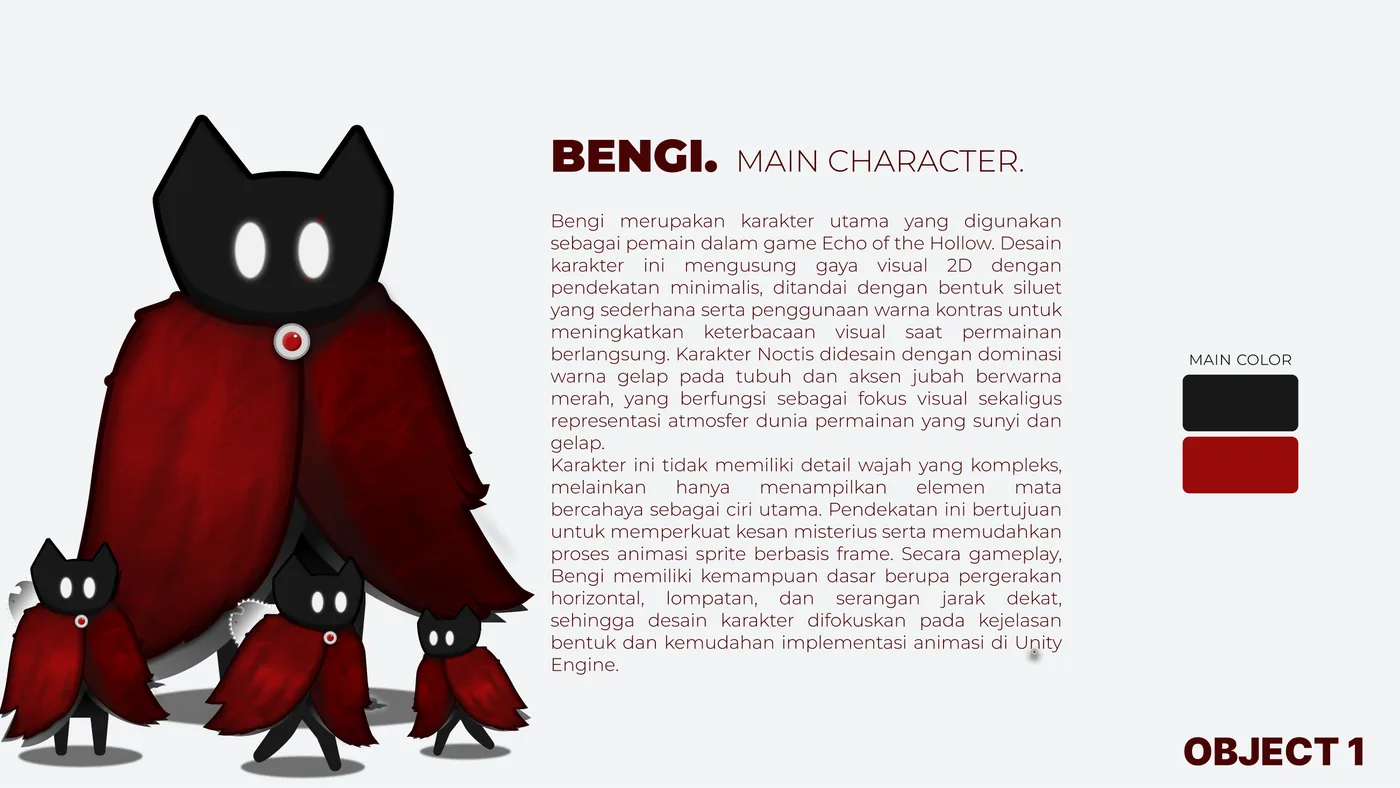 BENGI. MAIN CHARACTER.
Bengi merupakan karakter utama yang digunakan
sebagai pemain dalam game Echo of the Hollow. Desain
karakter ini mengusung gaya visual 2D dengan
pendekatan minimalis, ditandai dengan bentuk siluet
yang sederhana serta penggunaan warna kontras untuk
meningkatkan keterbacaan visual saat permainan
berlangsung. Karakter Noctis didesain dengan dominasi
warna gelap pada tubuh dan aksen jubah berwarna
merah, yang berfungsi sebagai fokus visual sekaligus
representasi atmosfer dunia permainan yang sunyi dan
gelap.
Karakter ini tidak memiliki detail wajah yang kompleks,
melainkan hanya menampilkan elemen mata
bercahaya sebagai ciri utama. Pendekatan ini bertujuan
untuk memperkuat kesan misterius serta memudahkan
proses animasi sprite berbasis frame. Secara gameplay,
Bengi memiliki kemampuan dasar berupa pergerakan
horizontal, lompatan, dan serangan jarak dekat,
sehingga desain karakter difokuskan pada kejelasan
bentuk dan kemudahan implementasi animasi di Unity
Engine.
MAIN COLOR
OBJECT 1